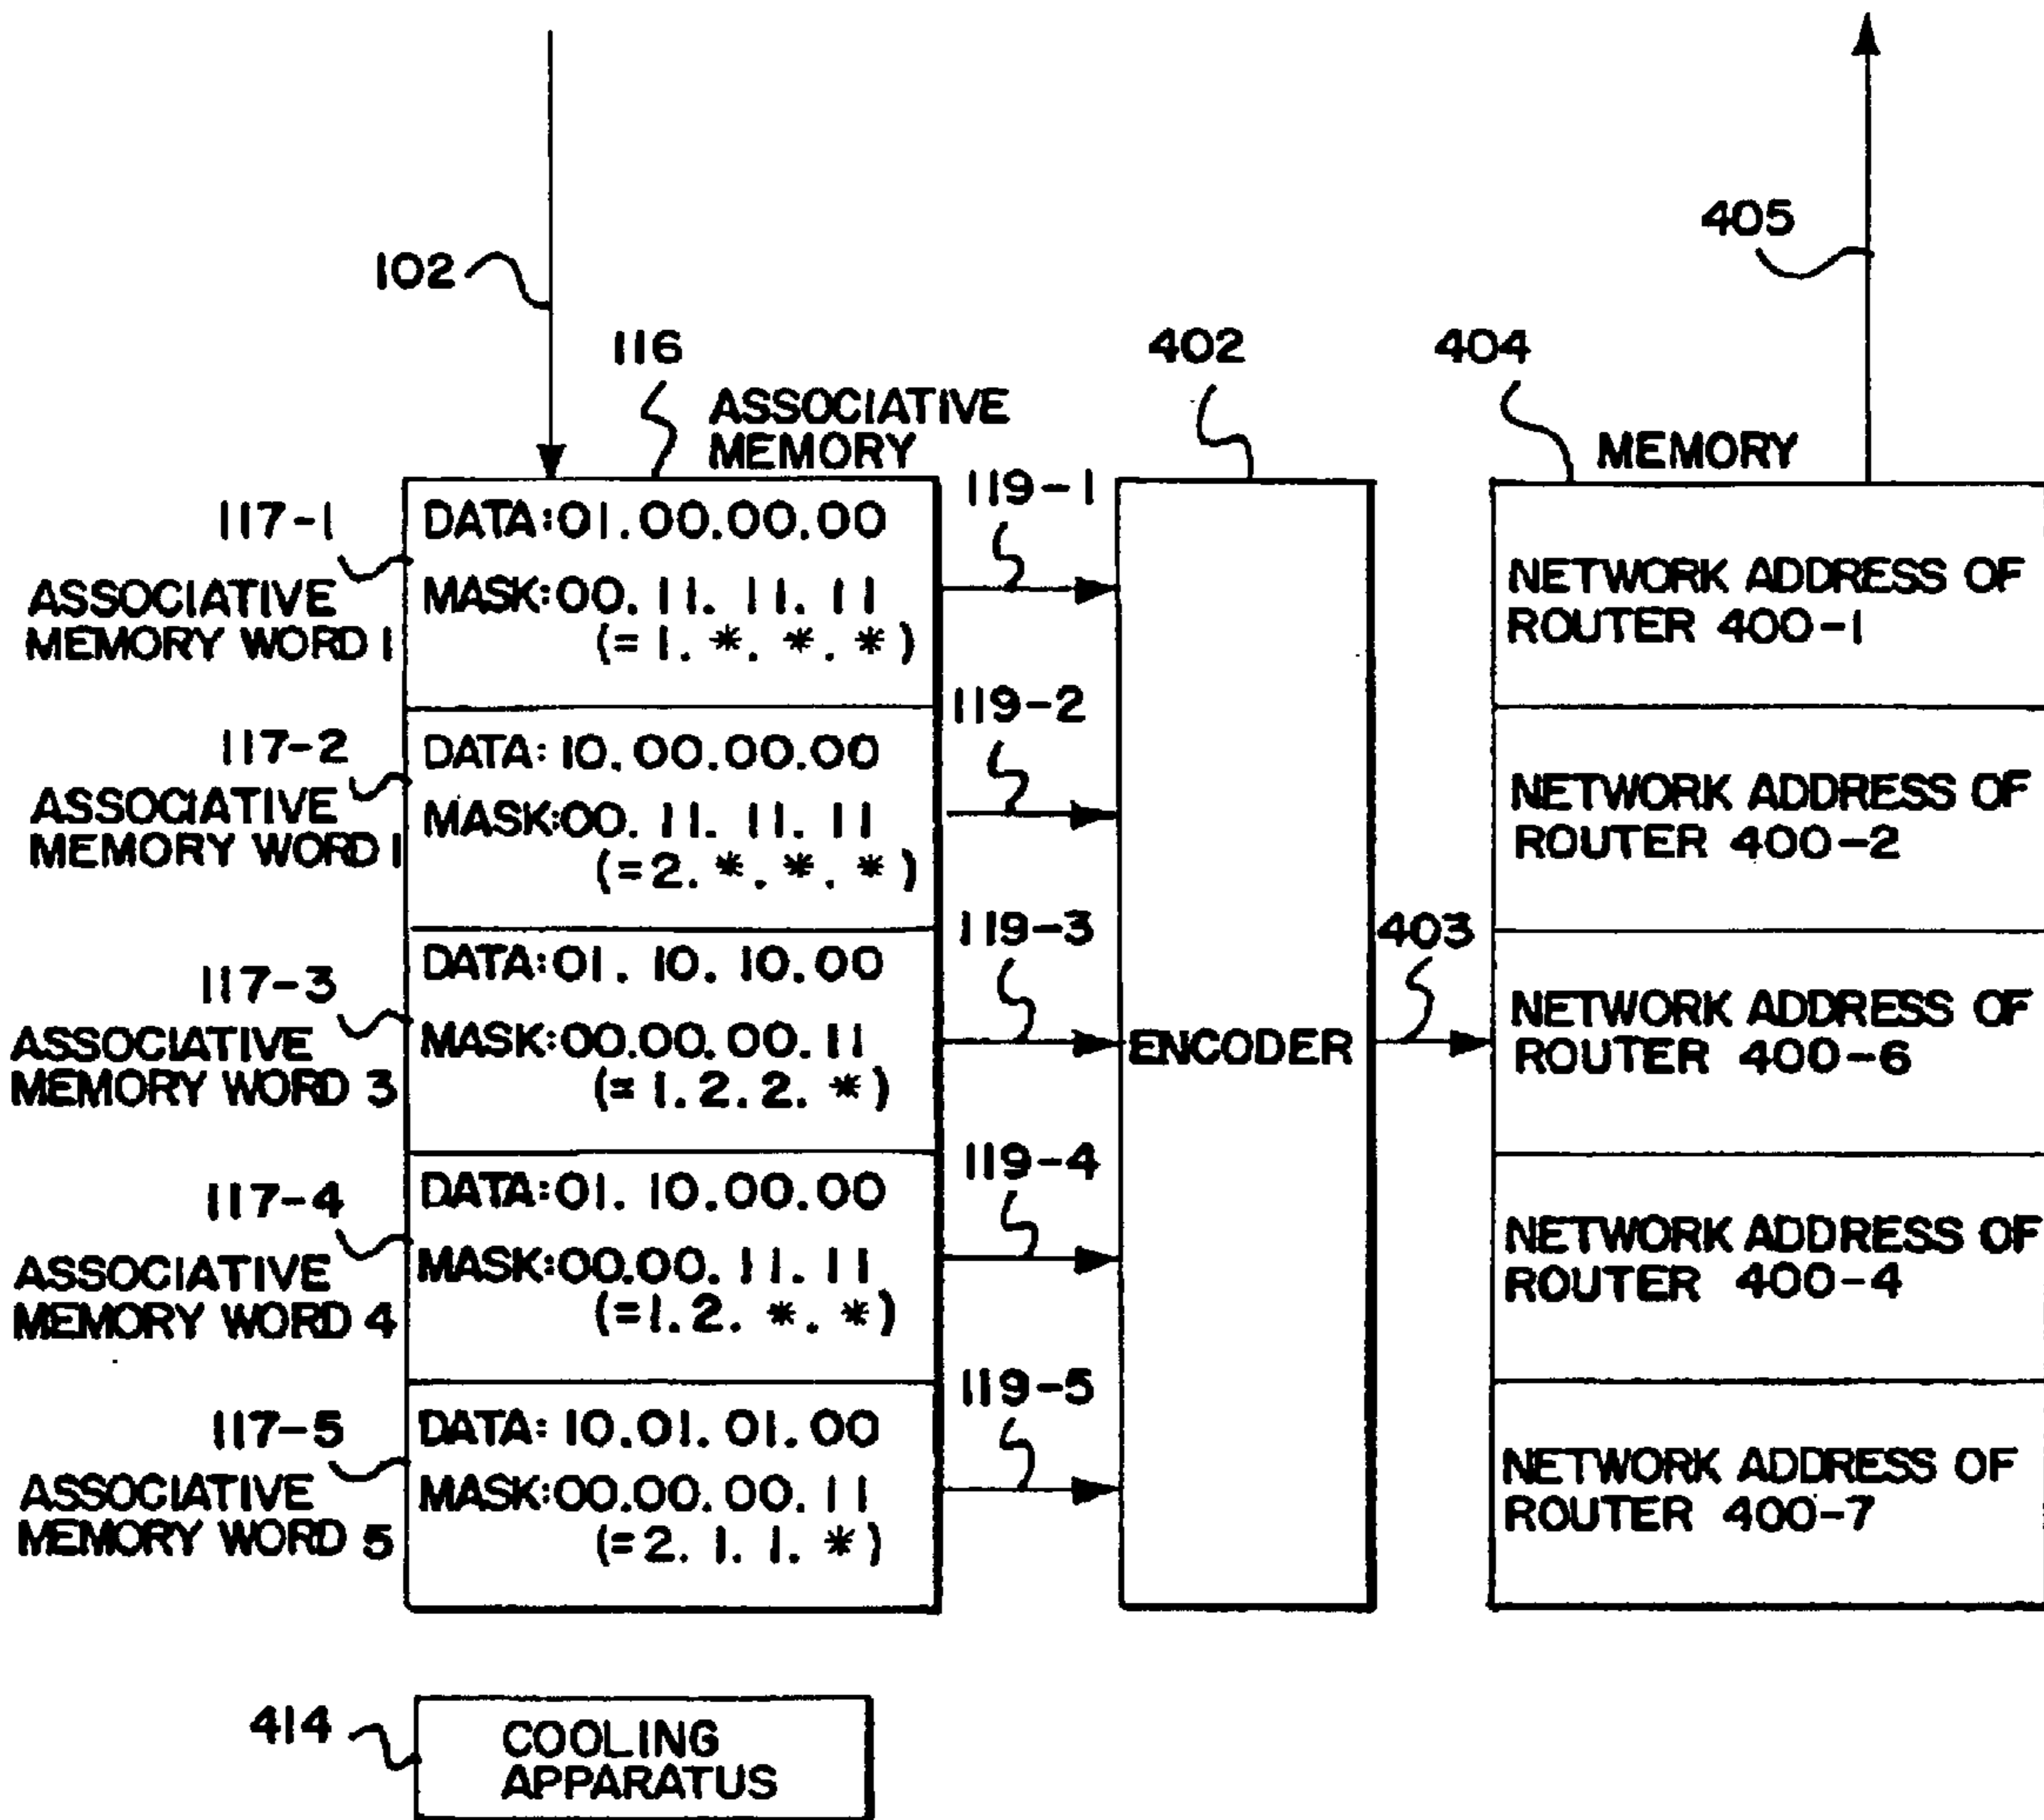 405
102
116
402
404
ASSOCIATIVE
MEMORY
MEMORY
117-1
ASSOCIATIVE
MEMORY WORD 1
DATA:01.00.00.00
MASK:00.11.11.11
(=1.*.*.*)
119-1
NETWORK ADDRESS OF
ROUTER 400-1
117-2
ASSOCIATIVE
MEMORY WORD 1
DATA:10.00.00.00
MASK:00.11.11.11
(=2.*.*.*)
119-2
NETWORK ADDRESS OF
ROUTER 400-2
117-3
ASSOCIATIVE
MEMORY WORD 3
DATA:01.10.10.00
MASK:00.00.00.11
(=1.2.2.*)
119-3
ENCODER
403
NETWORK ADDRESS OF
ROUTER 400-6
117-4
ASSOCIATIVE
MEMORY WORD 4
DATA:01.10.00.00
MASK:00.00.11.11
(=1.2.*.*)
119-4
NETWORK ADDRESS OF
ROUTER 400-4
117-5
ASSOCIATIVE
MEMORY WORD 5
DATA:10.01.01.00
MASK:00.00.00.11
(=2.1.1.*)
119-5
NETWORK ADDRESS OF
ROUTER 400-7
414
COOLING
APPARATUS